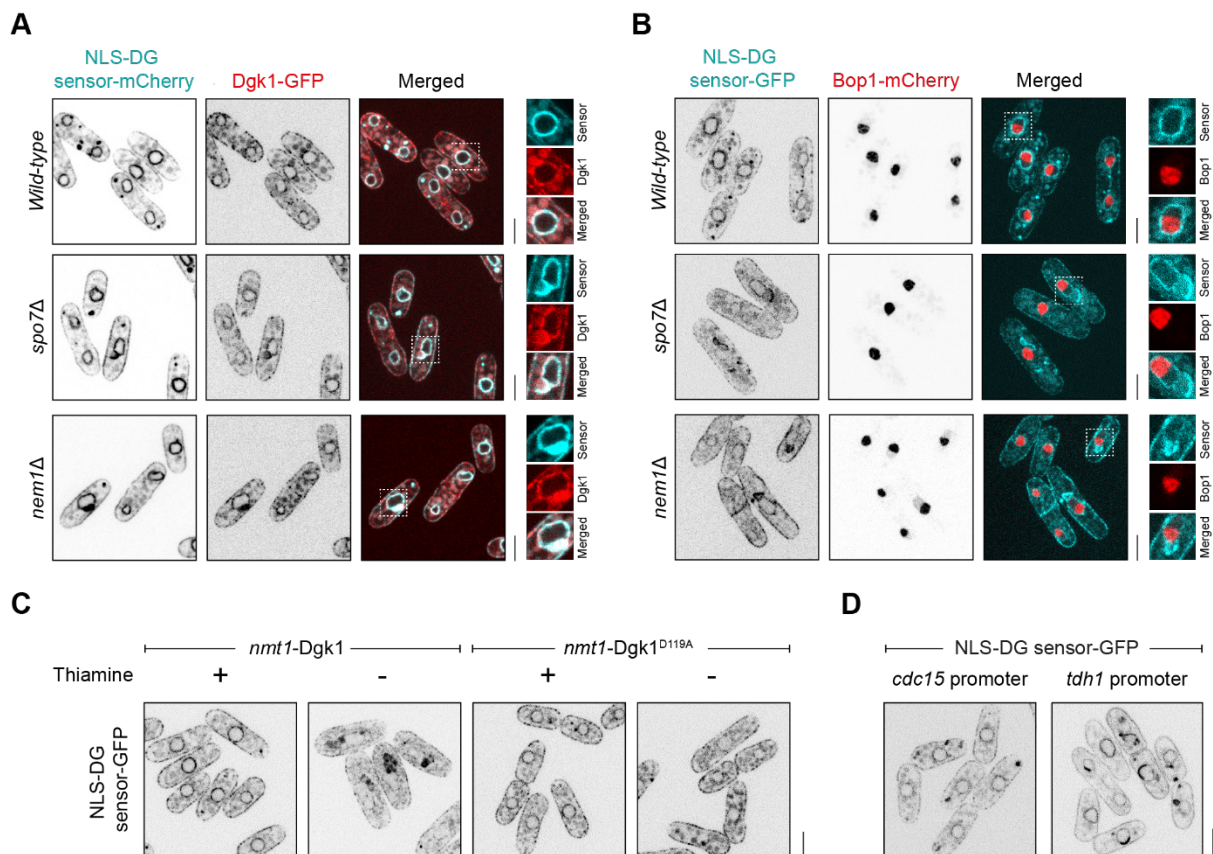 A
NLS-DG
sensor-mCherry
Dgk1-GFP
Merged
Wild-type
Sensor
Dgk1
Merged
spo7Δ
Sensor
Dgk1
Merged
nem1Δ
Sensor
Dgk1
Merged
B
NLS-DG
sensor-GFP
Bop1-mCherry
Merged
Wild-type
Sensor
Bop1
Merged
spo7Δ
Sensor
Bop1
Merged
nem1Δ
Sensor
Bop1
Merged
C
nmt1-Dgk1
nmt1-Dgk1D119A
Thiamine + - + -
NLS-DG
sensor-GFP
D
NLS-DG sensor-GFP
cdc15 promoter
tdh1 promoter